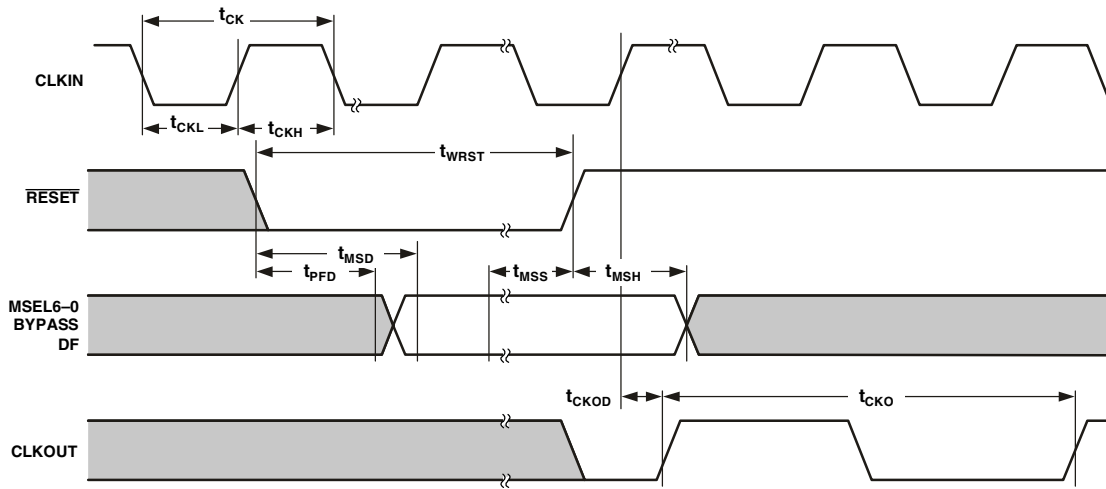 tCK
CLKIN
tCKL
tCKH
tWRST
RESET
tMSD
tPFD
tMSS
tMSH
MSEL6–0
BYPASS
DF
tCKOD
tCKO
CLKOUT